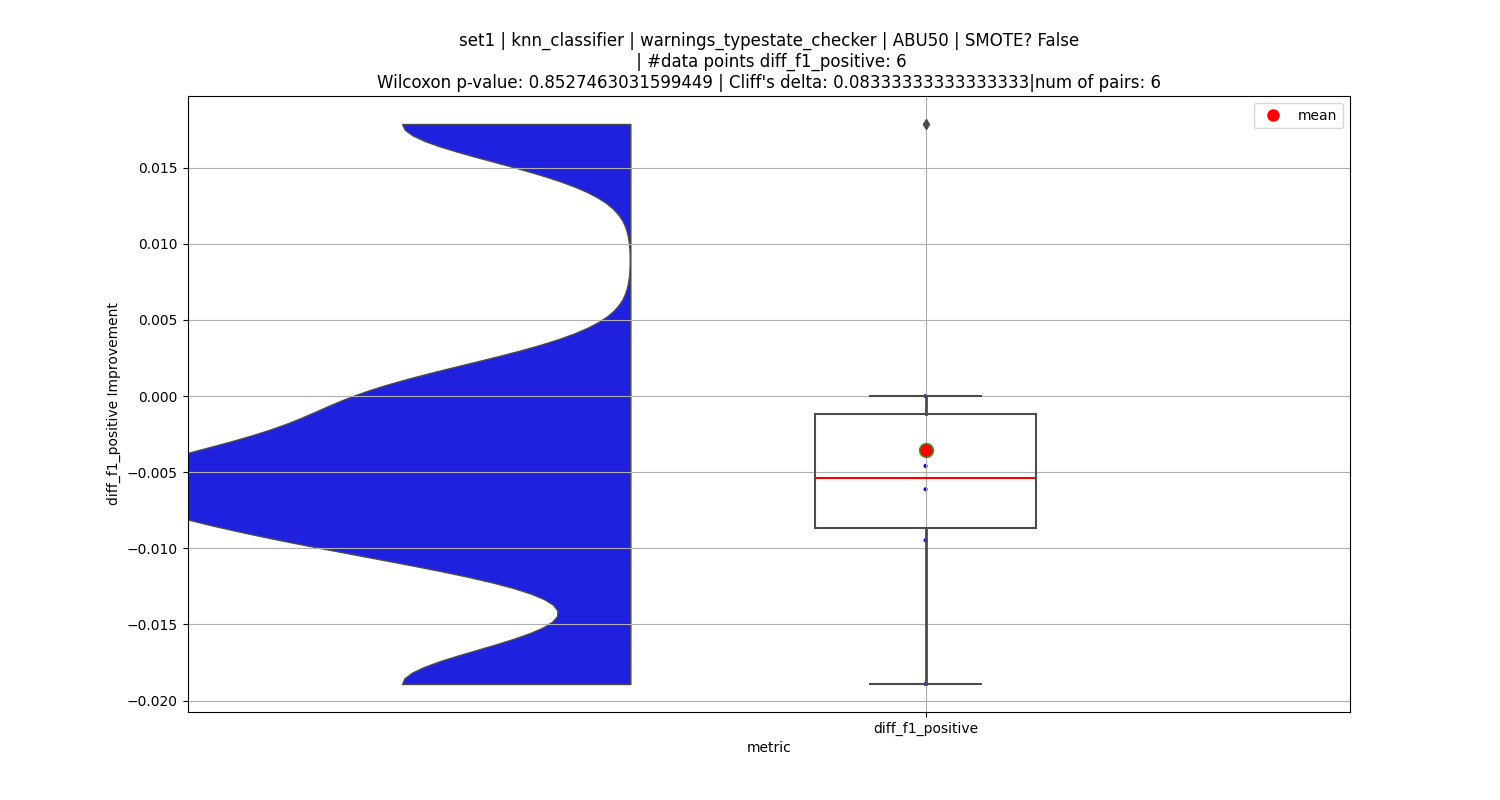 set1 | knn_classifier | warnings_typestate_checker | ABU50 | SMOTE? False
| #data points diff_f1_positive: 6
Wilcoxon p-value: 0.8527463031599449 | Cliff's delta: 0.08333333333333333|num of pairs: 6
mean
0.015
0.010
0.005
0.000
−0.005
−0.010
−0.015
−0.020
diff_f1_positive Improvement
diff_f1_positive
metric